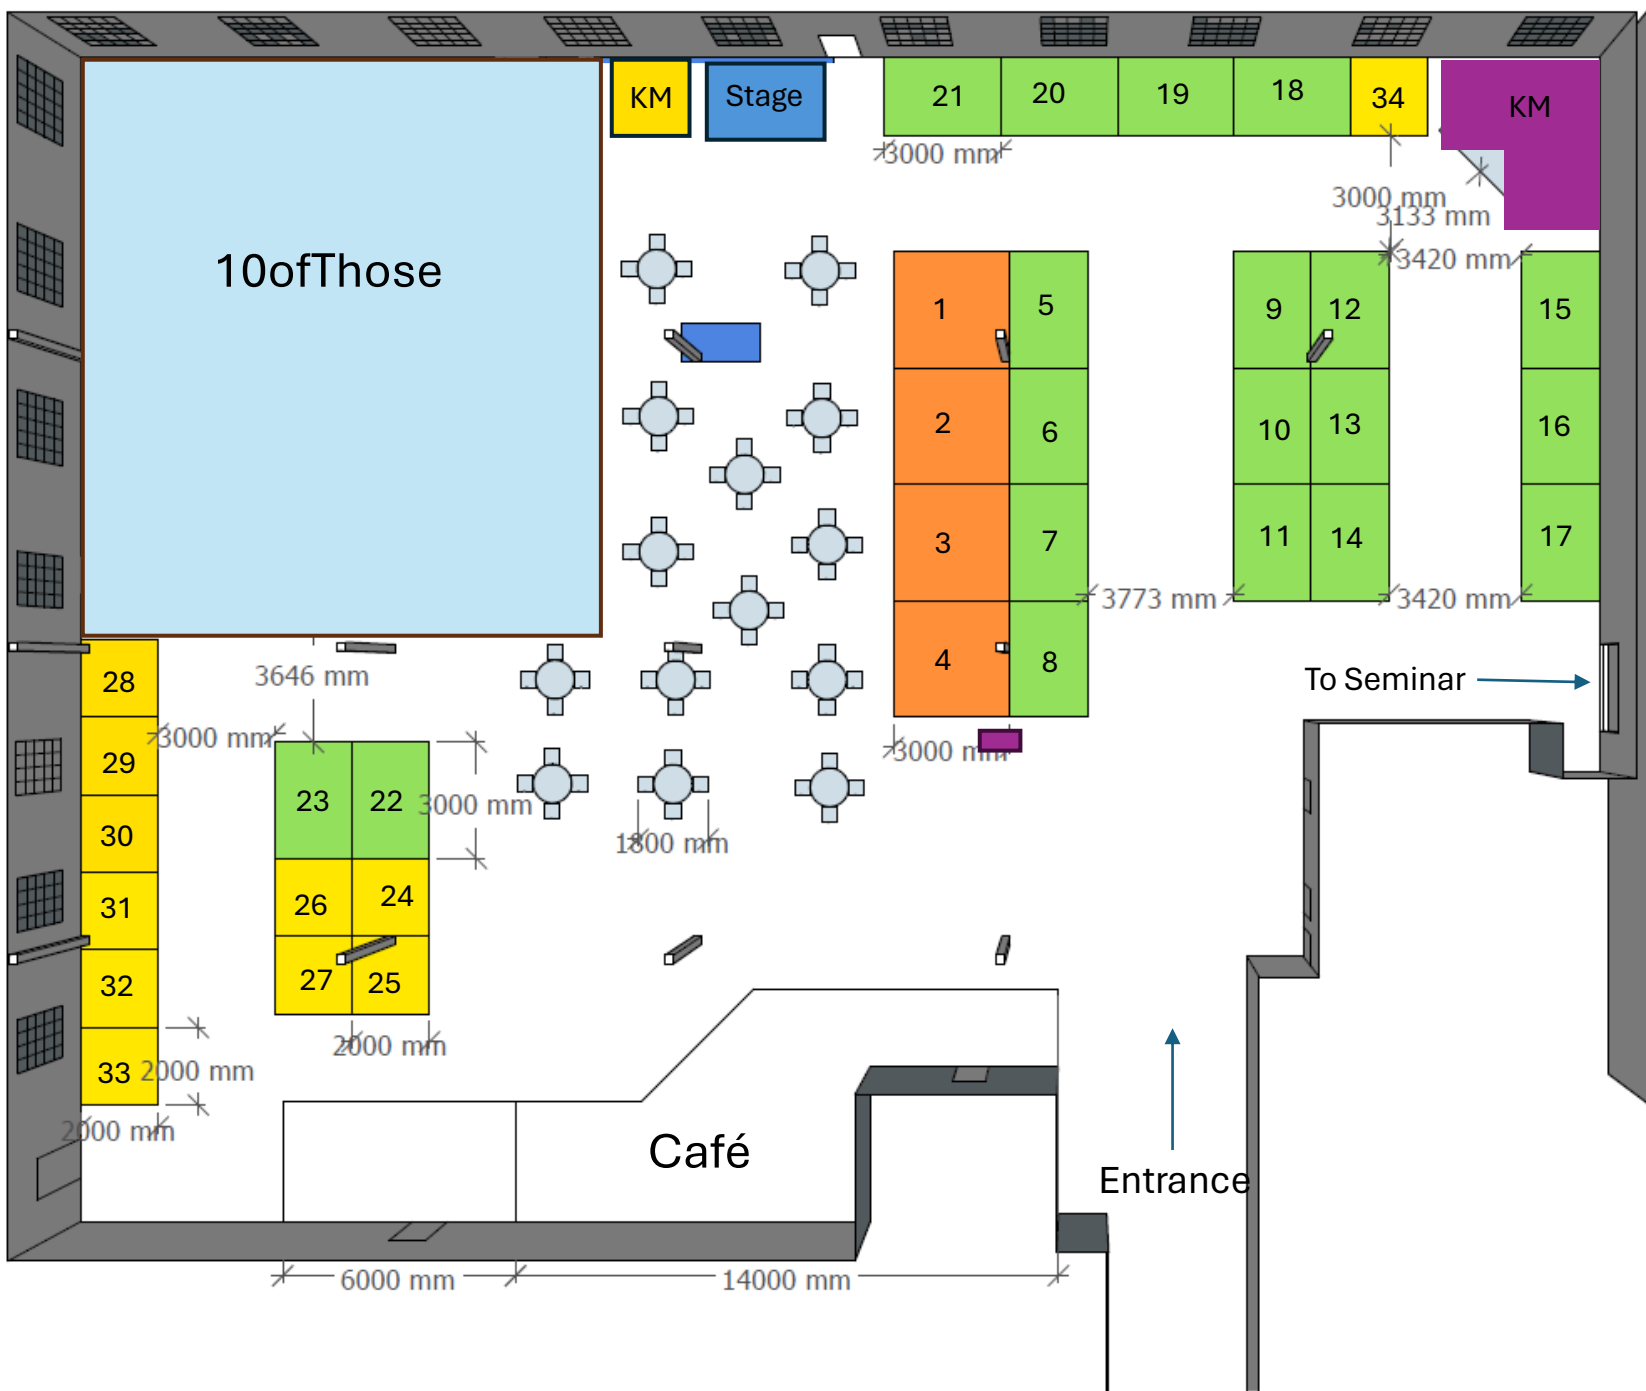 KM
Stage
21
20
19
18
34
KM
3000 mm
3000 mm
3133 mm
10ofThose
3420 mm
1
5
9
12
15
2
6
10
13
16
3
7
11
14
17
3773 mm
3420 mm
4
8
28
3646 mm
To Seminar
3000 mm
29
3000 mm
23
22
3000 mm
30
1800 mm
26
24
31
27
25
32
2000 mm
33
2000 mm
2000 mm
Café
Entrance
6000 mm
14000 mm